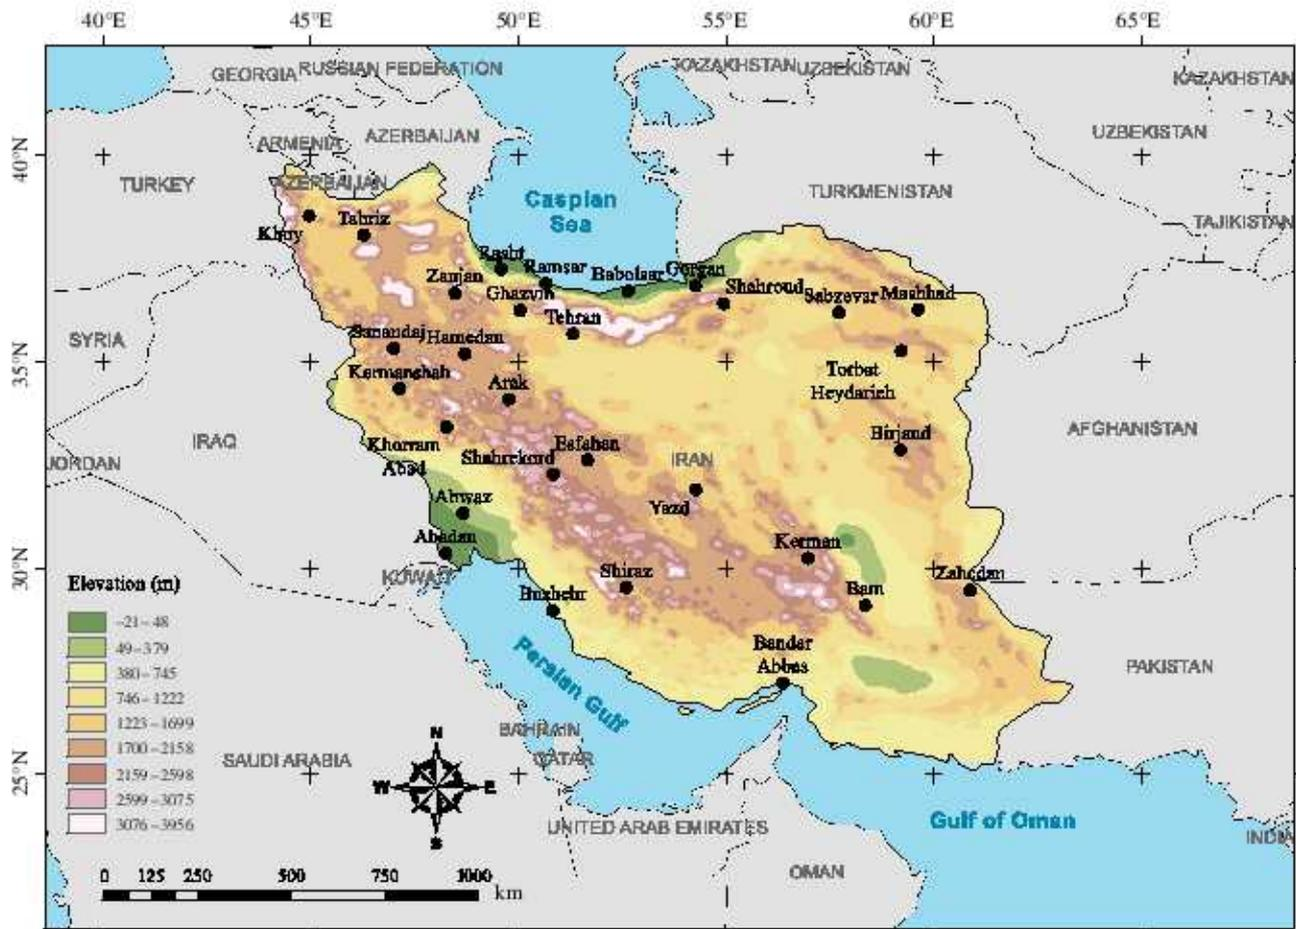 40°E 45°E 50°E 55°E 60°E 65°E
GEORGIA
RUSSIAN FEDERATION
KAZAKHSTAN
UZBEKISTAN
KAZAKHSTAN
ARMENIA
AZERBAIJAN
UZBEKISTAN
40°N
TURKEY
AZERBAIJAN
Caspian
Sea
TURKMENISTAN
TAJIKISTAN
Khoy
Tabriz
Rasht
Ramsar
Babolsar
Gorgan
Zanjan
Ghazvin
Shahroud
Sabzevar
Mashhad
Tehran
SYRIA
Sanandaj
Hamedan
35°N
Kermanshah
Arak
Torbat
Heydarieh
IRAQ
Khorram
Abad
Esfahan
Shahrekord
IRAN
Birjand
AFGHANISTAN
JORDAN
Yazd
Ahwaz
Abadan
Kerman
30°N
KUWAIT
Shiraz
Bushehr
Bam
Zahedan
Elevation (m)
-21-48
49-379
380-745
746-1222
1223-1699
1700-2158
2159-2598
2599-3075
3076-3956
Persian Gulf
Bandar
Abbas
PAKISTAN
BAHRAIN
QATAR
25°N
SAUDI ARABIA
N
W
E
S
UNITED ARAB EMIRATES
Gulf of Oman
INDIA
OMAN
0 125 250 500 750 1000
km